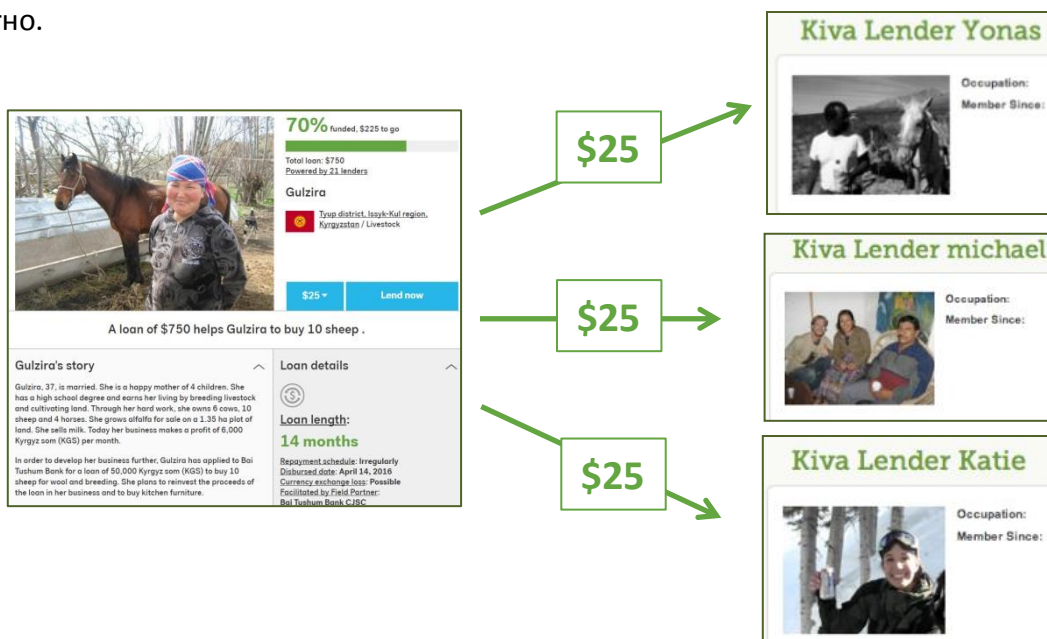 тно.
70% funded, $225 to go
Total loan: $750
Powered by 21 lenders
Gulzira
Tyup district, Issyk-Kul region,
Kyrgyzstan / Livestock
$25
Lend now
A loan of $750 helps Gulzira to buy 10 sheep .
Gulzira's story
Gulzira, 37, is married. She is a happy mother of 4 children. She
has a high school degree and earns her living by breeding livestock
and cultivating land. Through her hard work, she owns 6 cows, 10
sheep and 4 horses. She grows alfalfa for sale on a 1.35 ha plot of
land. She sells milk. Today her business makes a profit of 6,000
Kyrgyz som (KGS) per month.
In order to develop her business further, Gulzira has applied to Bai
Tushum Bank for a loan of 50,000 Kyrgyz som (KGS) to buy 10
sheep for wool and breeding. She plans to reinvest the proceeds of
the loan in her business and to buy kitchen furniture.
Loan details
Loan length:
14 months
Repayment schedule: Irregularly
Disbursed date: April 14, 2016
Currency exchange loss: Possible
Facilitated by Field Partner:
Bai Tushum Bank CJSC
$25
$25
$25
Kiva Lender Yonas
Occupation:
Member Since:
Kiva Lender michael
Occupation:
Member Since:
Kiva Lender Katie
Occupation:
Member Since: